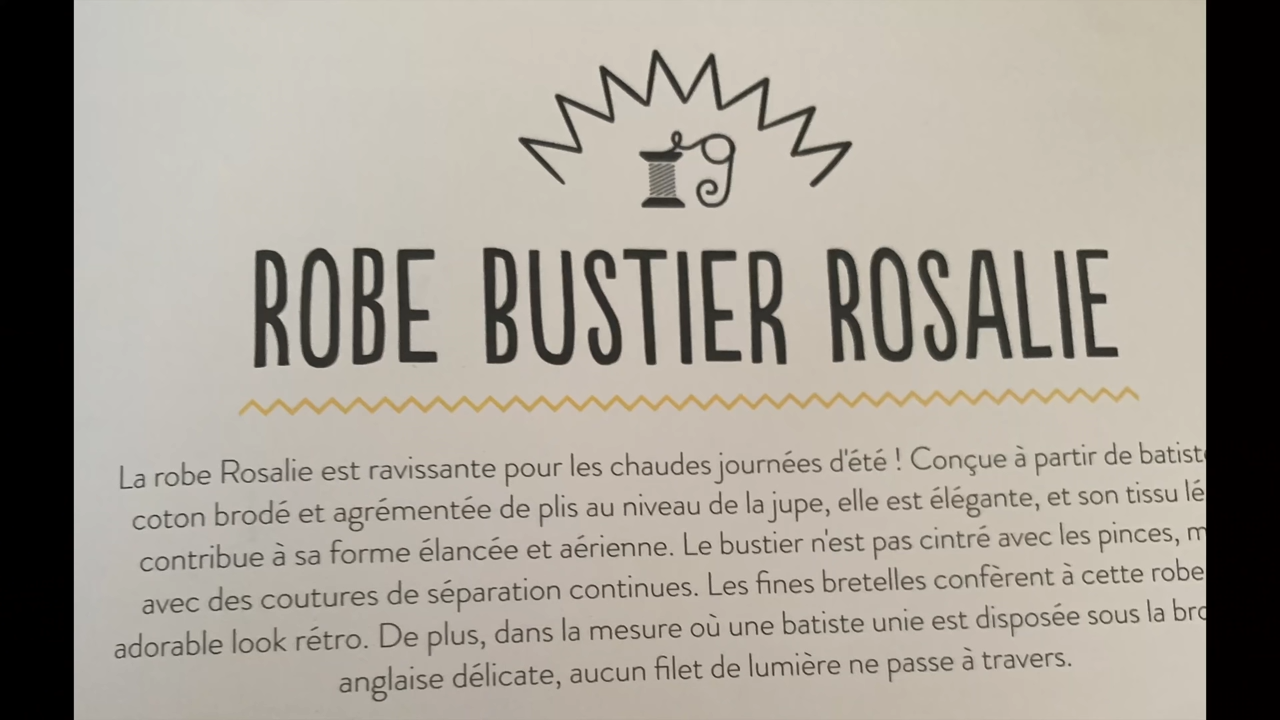 ROBE BUSTIER ROSALIE
La robe Rosalie est ravissante pour les chaudes journées d'été ! Conçue à partir de
coton brodé et agrémentée de plis au niveau de la jupe, elle est élégante, et son tissu
contribue à sa forme élancée et aérienne. Le bustier n'est pas cintré avec les pinces,
avec des coutures de séparation continues. Les fines bretelles confèrent à cette robe
adorable look rétro. De plus, dans la mesure où une batiste unie est disposée sous la
anglaise délicate, aucun filet de lumière ne passe à travers.